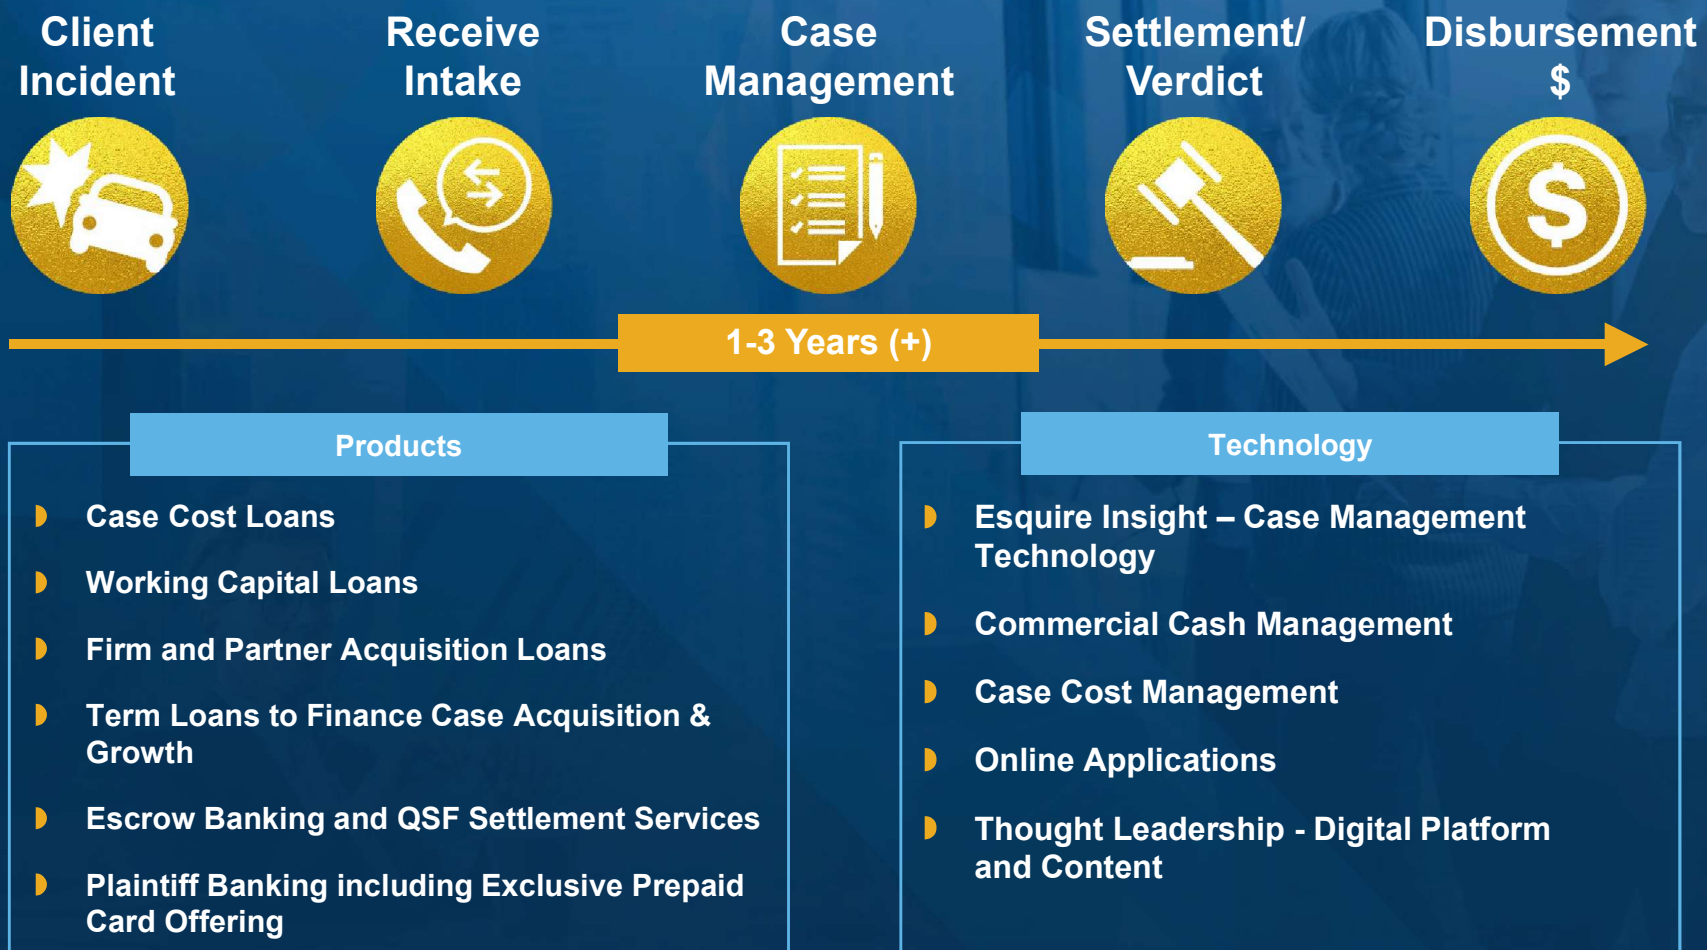 Client
Incident
Receive
Intake
Case
Management
Settlement/
Verdict
Disbursement
$
$
1-3 Years (+)
Products
Case Cost Loans
Working Capital Loans
Firm and Partner Acquisition Loans
Term Loans to Finance Case Acquisition &
Growth
Escrow Banking and QSF Settlement Services
Plaintiff Banking including Exclusive Prepaid
Card Offering
Technology
Esquire Insight – Case Management
Technology
Commercial Cash Management
Case Cost Management
Online Applications
Thought Leadership - Digital Platform
and Content